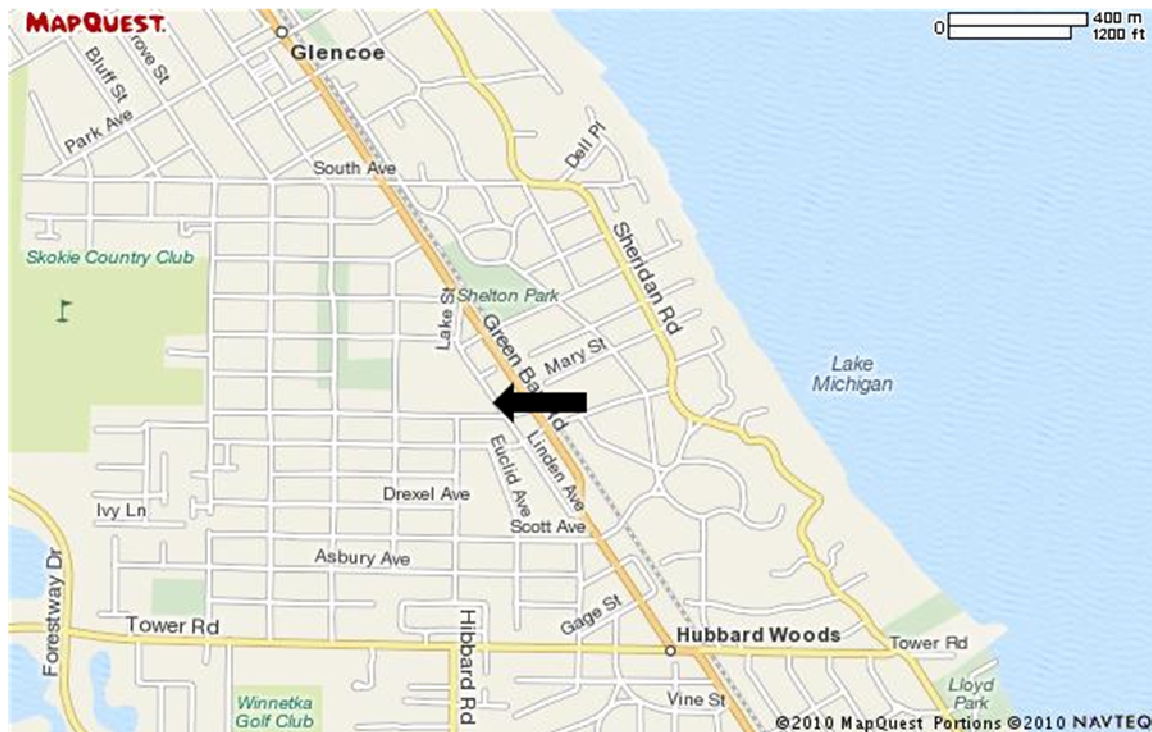 MAPQUEST.
0
400 m
1200 ft
Glencoe
Bluff St
rove St
Park Ave
South Ave
Dell Pl
Sheridan Rd
Skokie Country Club
Shelton Park
Lake St
Green Ba
Rd
Mary St
Lake
Michigan
Euclid Ave
Linden Ave
Drexel Ave
Ivy Ln
Scott Ave
Asbury Ave
Forestway Dr
Tower Rd
Hibbard Rd
Gage St
Hubbard Woods
Tower Rd
Vine St
Lloyd
Park
Winnetka
Golf Club
©2010 MapQuest Portions ©2010 NAVTEQ